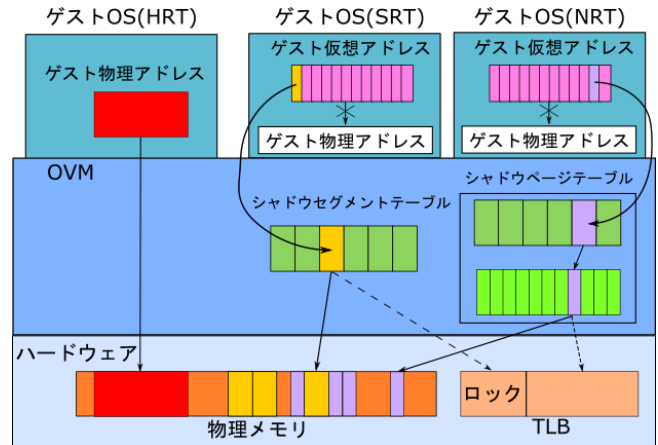 ゲストOS(HRT)
ゲストOS(SRT)
ゲストOS(NRT)
ゲスト物理アドレス
ゲスト仮想アドレス
ゲスト仮想アドレス
ゲスト物理アドレス
ゲスト物理アドレス
OVM
シャドウセグメントテーブル
シャドウページテーブル
ハードウェア
ロック
物理メモリ
TLB